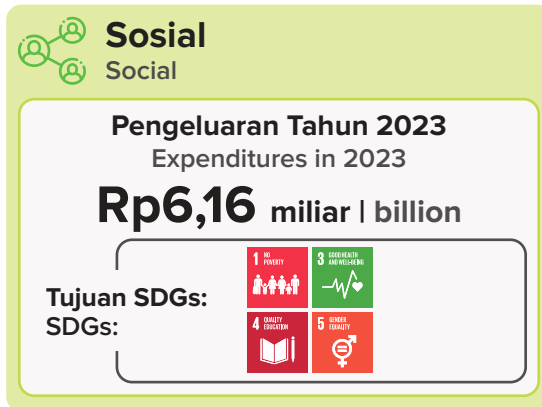 Sosial
Social
Pengeluaran Tahun 2023
Expenditures in 2023
Rp6,16 miliar | billion
Tujuan SDGs:
SDGs:
1 NO POVERTY
3 GOOD HEALTH AND WELL-BEING
4 QUALITY EDUCATION
5 GENDER EQUALITY